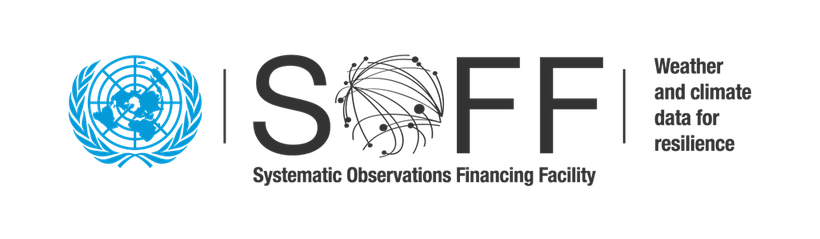 SOFF
Systematic Observations Financing Facility
Weather
and climate
data for
resilience